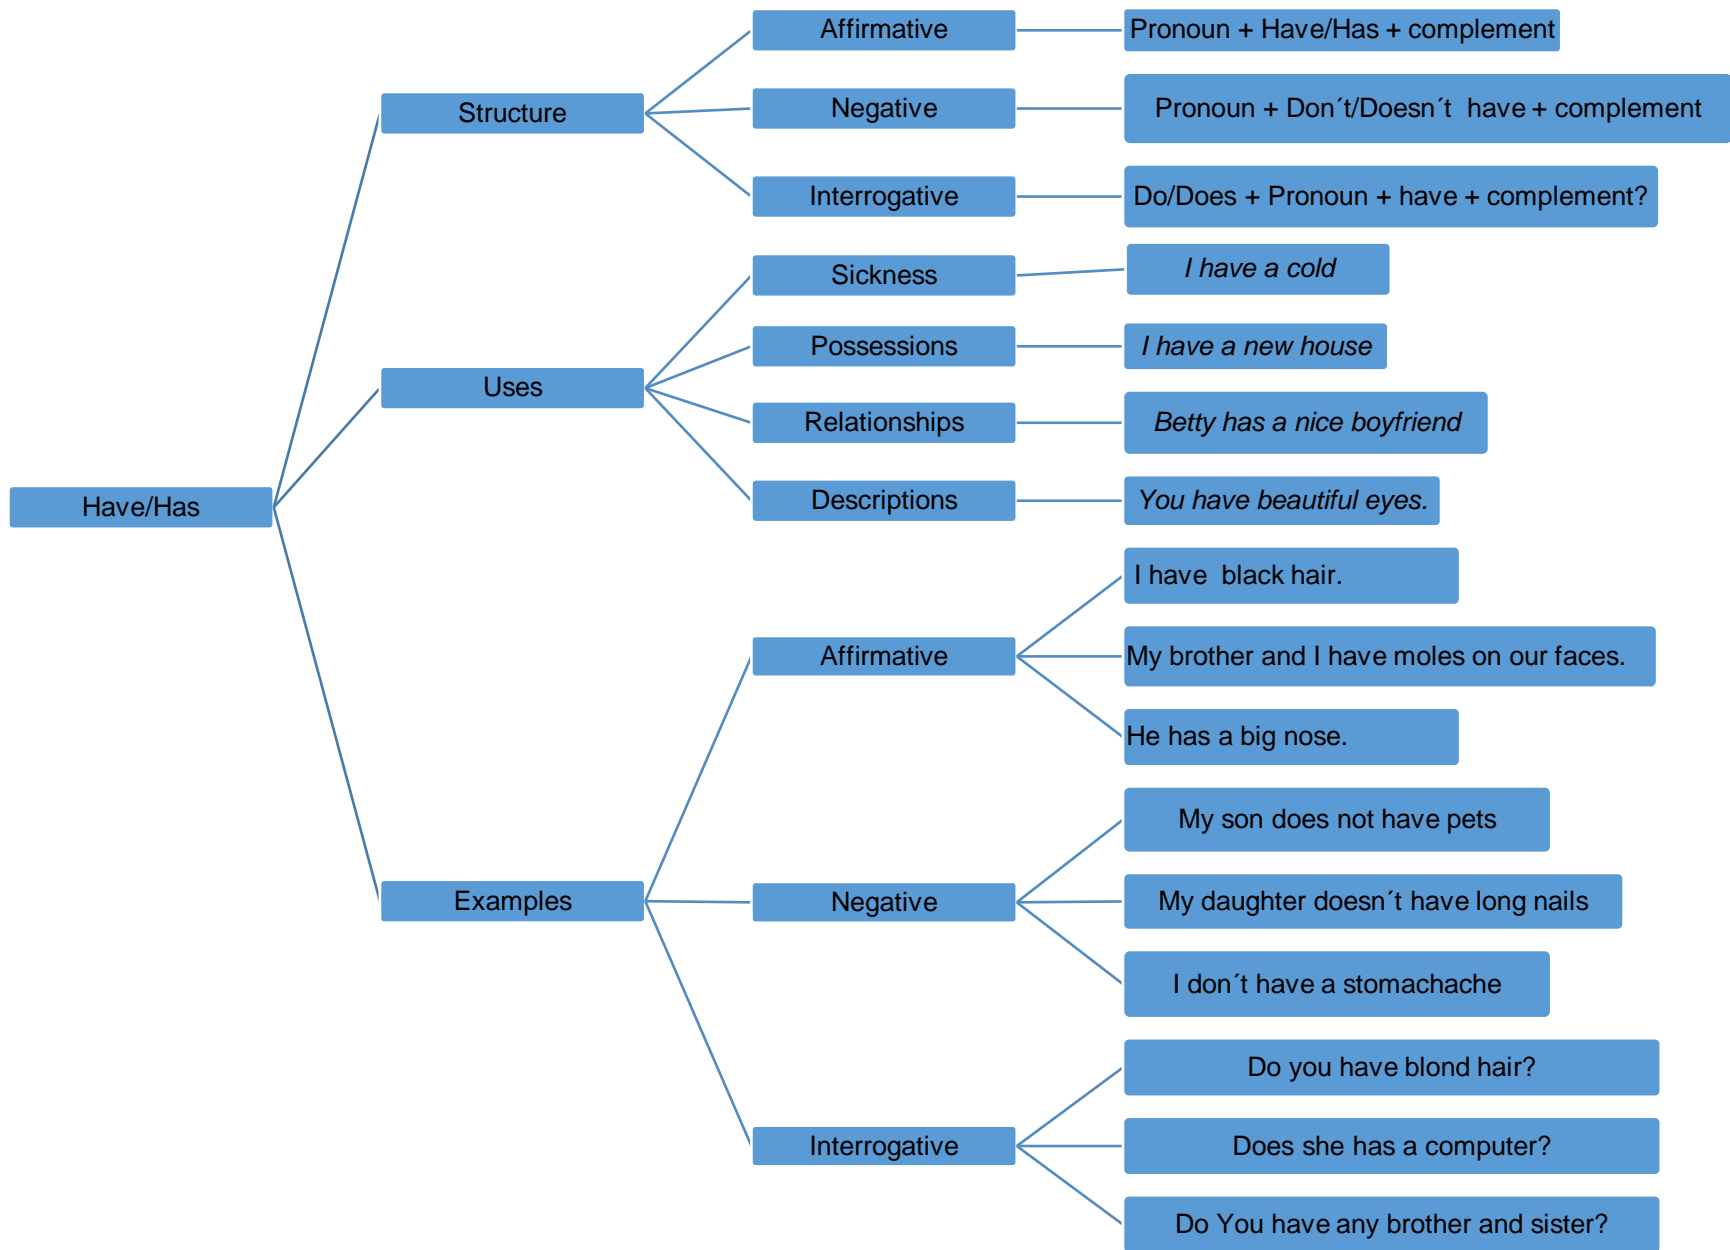 Have/Has
Structure
Affirmative
Pronoun + Have/Has + complement
Negative
Pronoun + Don´t/Doesn´t  have + complement
Interrogative
Do/Does + Pronoun + have + complement?
Uses
Sickness
I have a cold
Possessions
I have a new house
Relationships
Betty has a nice boyfriend
Descriptions
You have beautiful eyes.
Examples
Affirmative
I have  black hair.
My brother and I have moles on our faces.
He has a big nose.
Negative
My son does not have pets
My daughter doesn´t have long nails
I don´t have a stomachache
Interrogative
Do you have blond hair?
Does she has a computer?
Do You have any brother and sister?